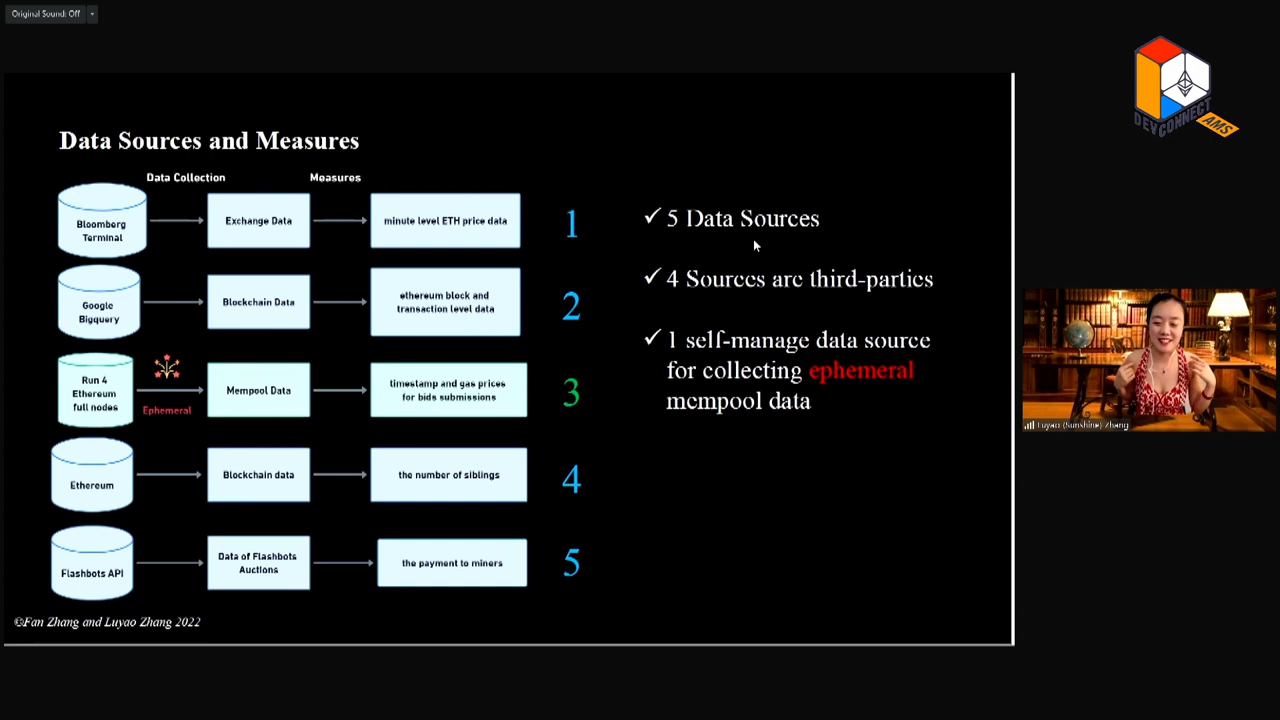 Original Sound: Off
DEVCONNECT
AMS
Data Sources and Measures
Data Collection
Measures
Bloomberg
Terminal
Exchange Data
minute level ETH price data
1
Google
Bigquery
Blockchain Data
ethereum block and
transaction level data
2
Run 4
Ethereum
full nodes
Ephemeral
Mempool Data
timestamp and gas prices
for bids submissions
3
Ethereum
Blockchain data
the number of siblings
4
Flashbots API
Data of Flashbots
Auctions
the payment to miners
5
✓ 5 Data Sources
✓ 4 Sources are third-parties
✓ 1 self-manage data source
for collecting ephemeral
mempool data
©Fan Zhang and Luyao Zhang 2022
Luyao (Sunshine) Zhang